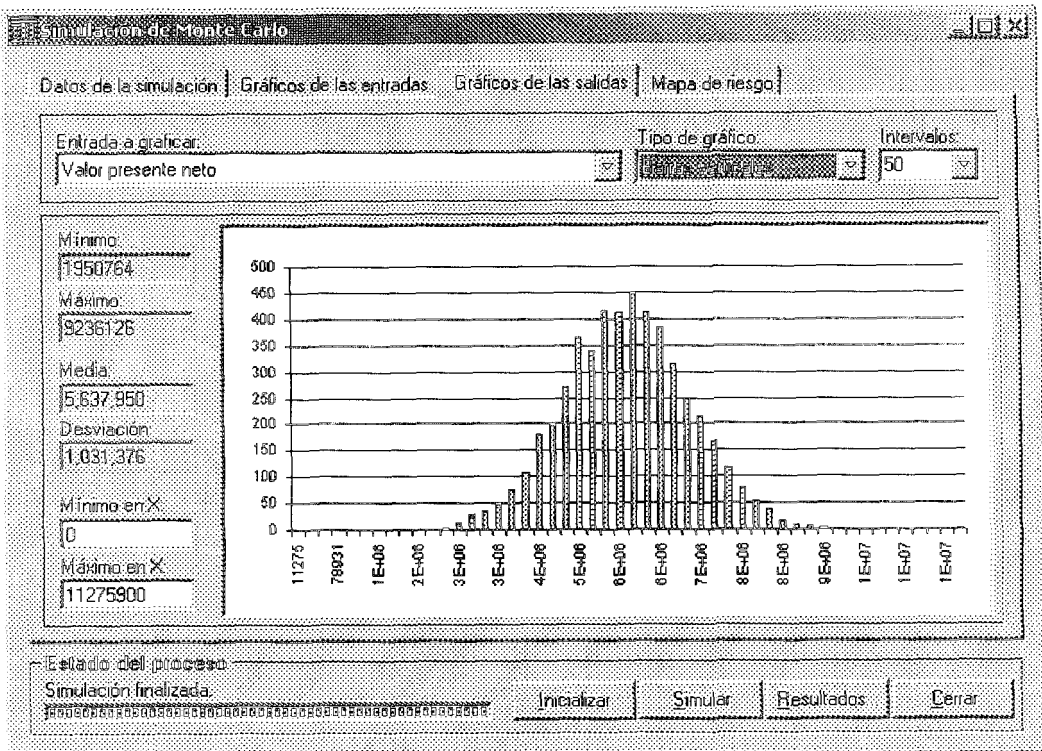 Simulación de Monte Carlo
Datos de la simulación Gráficos de las entradas Gráficos de las salidas Mapa de riesgo
Entrada a graficar: Tipo de gráfico: Intervalos:
Valor presente neto 50
Mínimo:
1950764
Máximo:
9236126
Media:
5,637,950
Desviación:
1,031,376
Mínimo en X:
0
Máximo en X:
11275900
500
450
400
350
300
250
200
150
100
50
0
11275 78931 1E+06 2E+06 3E+06 3E+06 4E+06 5E+06 6E+06 6E+06 7E+06 8E+06 8E+06 9E+06 1E+07 1E+07 1E+07
Estado del proceso
Simulación finalizada.
Inicializar Simular Resultados Cerrar